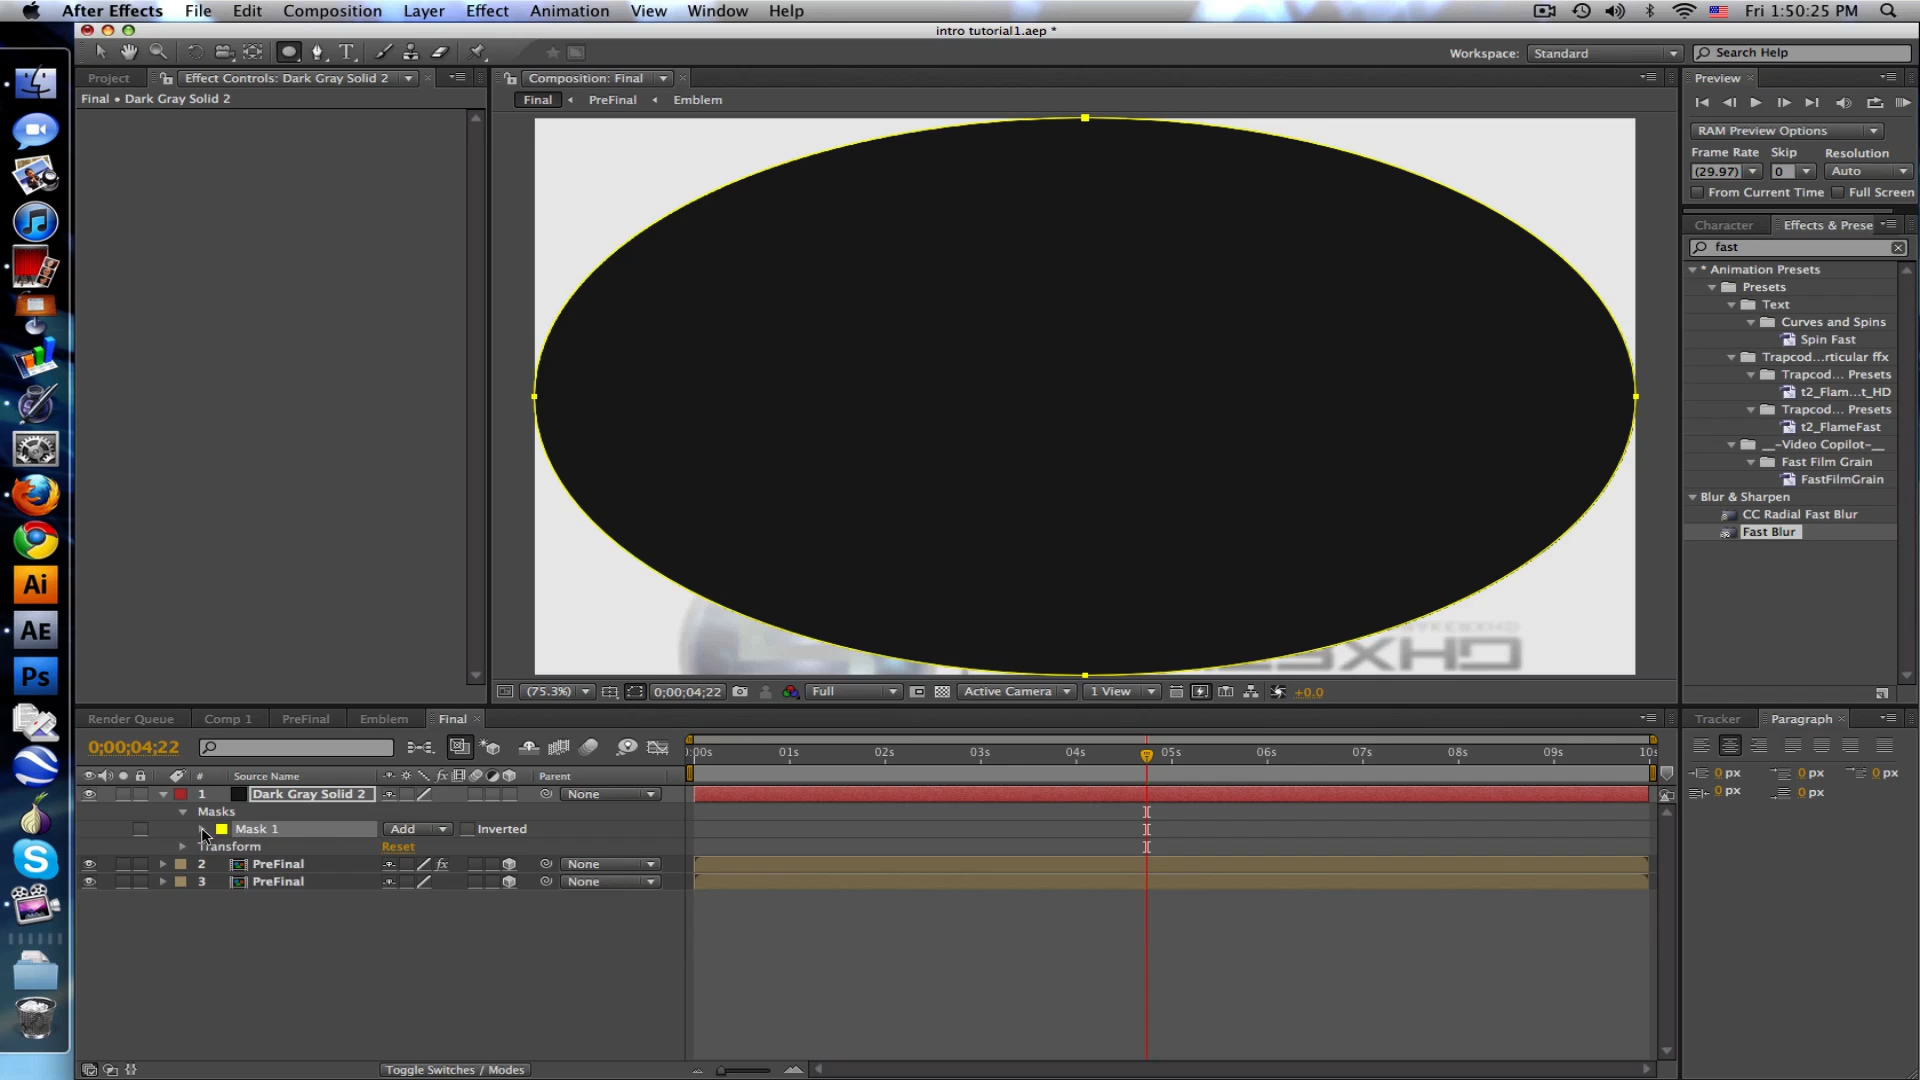 After Effects File Edit Composition Layer Effect Animation View Window Help Fri 1:50:25 PM
intro tutorial1.aep *
Workspace: Standard Search Help
Project Effect Controls: Dark Gray Solid 2 Composition: Final Preview
Final • Dark Gray Solid 2
Final PreFinal Emblem
RAM Preview Options
Frame Rate Skip Resolution
(29.97) 0 Auto
From Current Time Full Screen
Character Effects & Prese
fast
* Animation Presets
Presets
Text
Curves and Spins
Spin Fast
Trapcod...rticular ffx
Trapcod... Presets
t2_Flam...t_HD
Trapcod... Presets
t2_FlameFast
__-Video Copilot-__
Fast Film Grain
FastFilmGrain
Blur & Sharpen
CC Radial Fast Blur
Fast Blur
Ai
AE
Ps
(75.3%) 0;00;04;22 Full Active Camera 1 View +0.0
Render Queue Comp 1 PreFinal Emblem Final Tracker Paragraph
0;00;04;22
):00s 01s 02s 03s 04s 05s 06s 07s 08s 09s 10s
# Source Name fx Parent
0 px 0 px 0 px
0 px 0 px
1 Dark Gray Solid 2 None
Masks
Mask 1 Add Inverted
Transform Reset
2 PreFinal fx None
3 PreFinal None
Toggle Switches / Modes